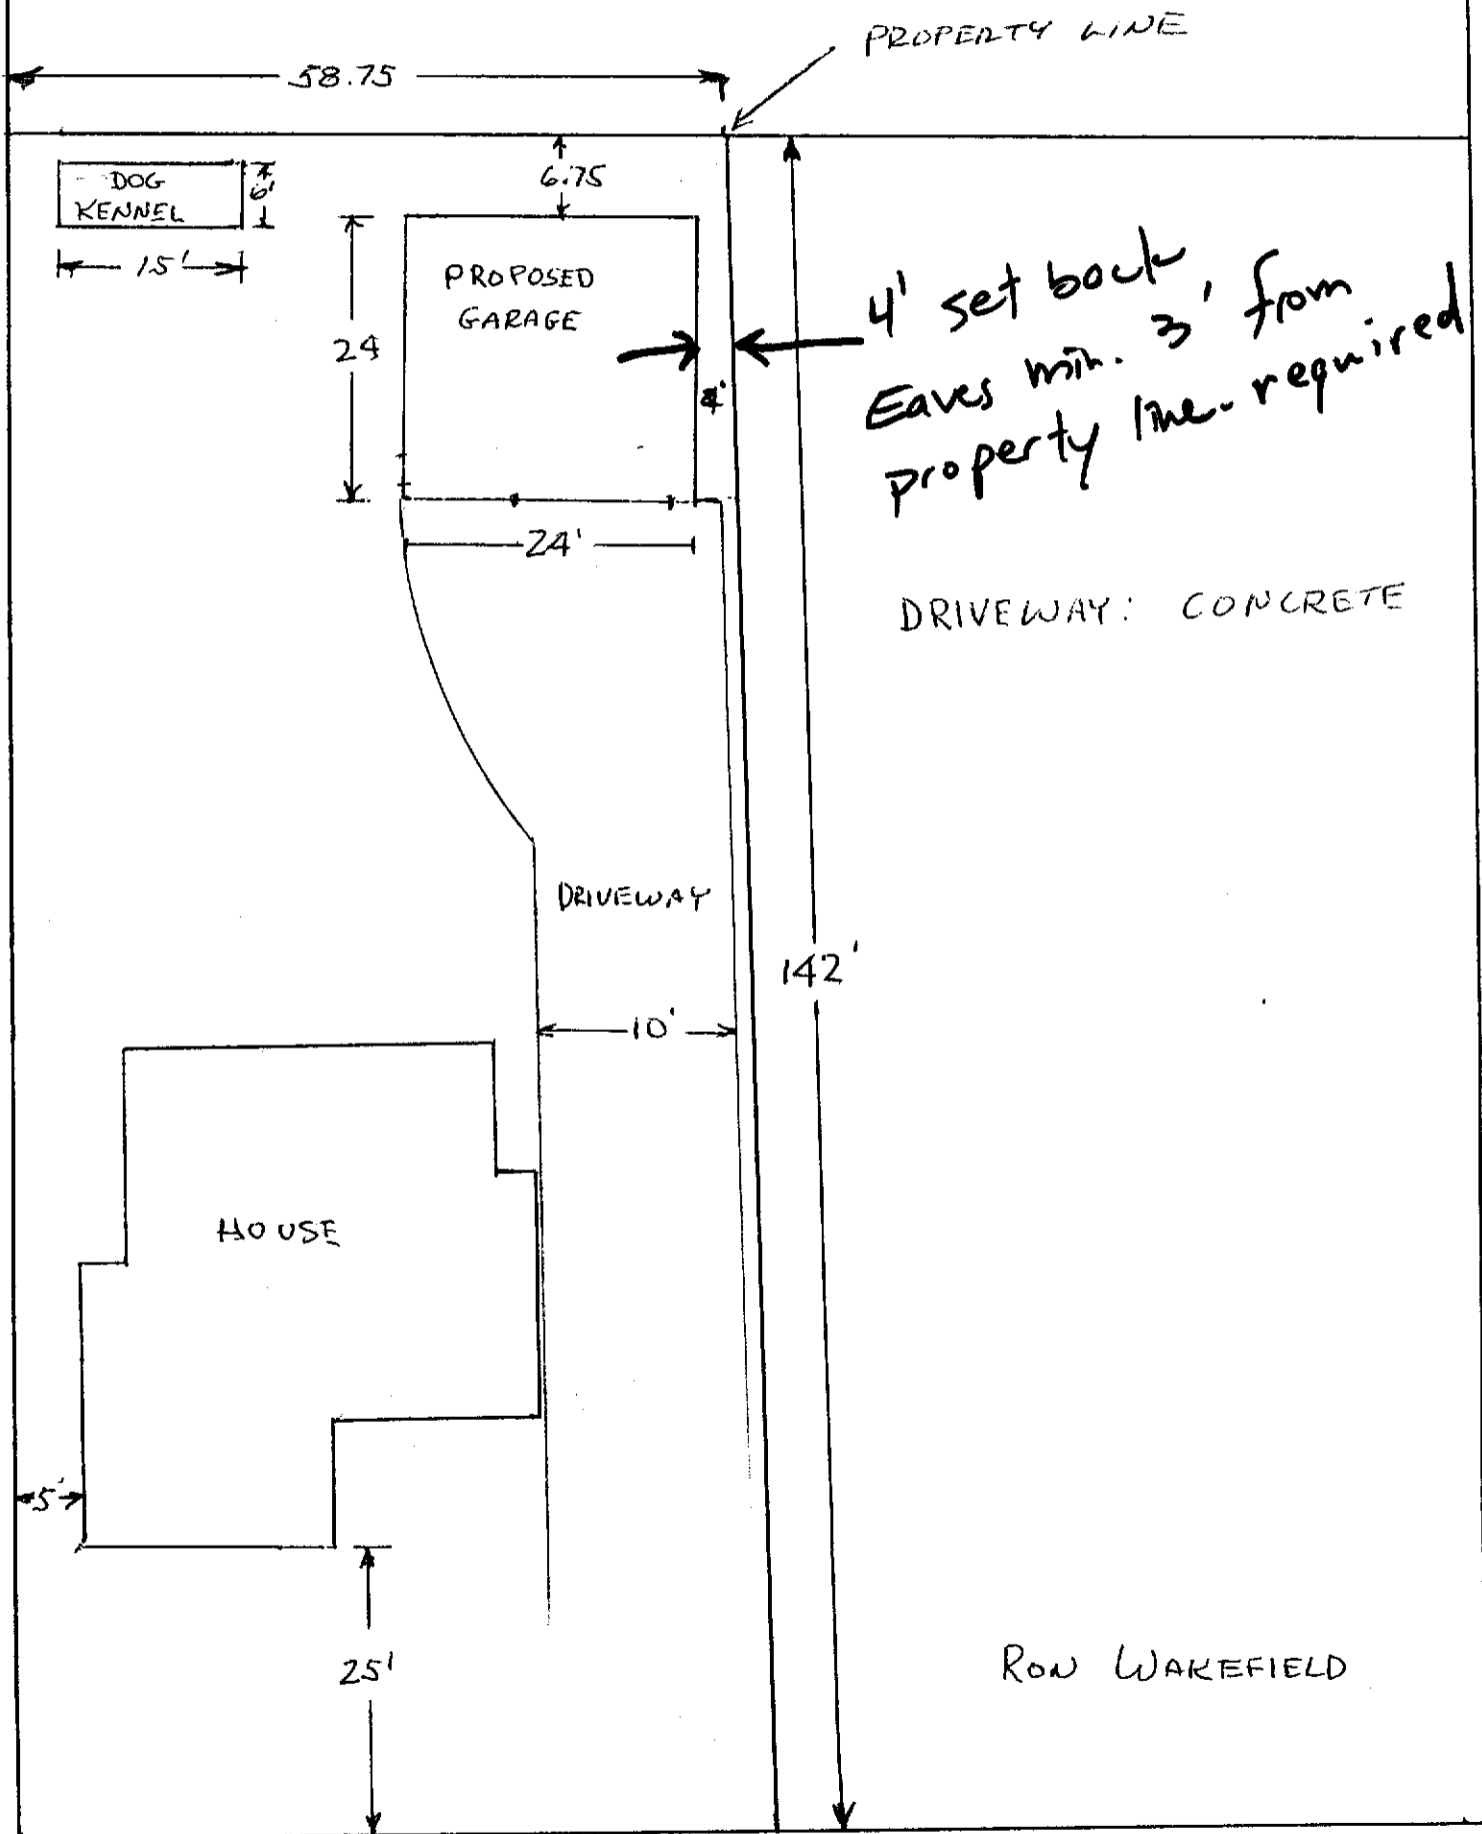 PROPERTY LINE
58.75
DOG
KENNEL
6'
15'
6.75
PROPOSED
GARAGE
24
4'
4' set back
Eaves min. 3' from
property line - required
24'
DRIVEWAY: CONCRETE
DRIVEWAY
142'
10'
HOUSE
5'
25'
RON WAKEFIELD